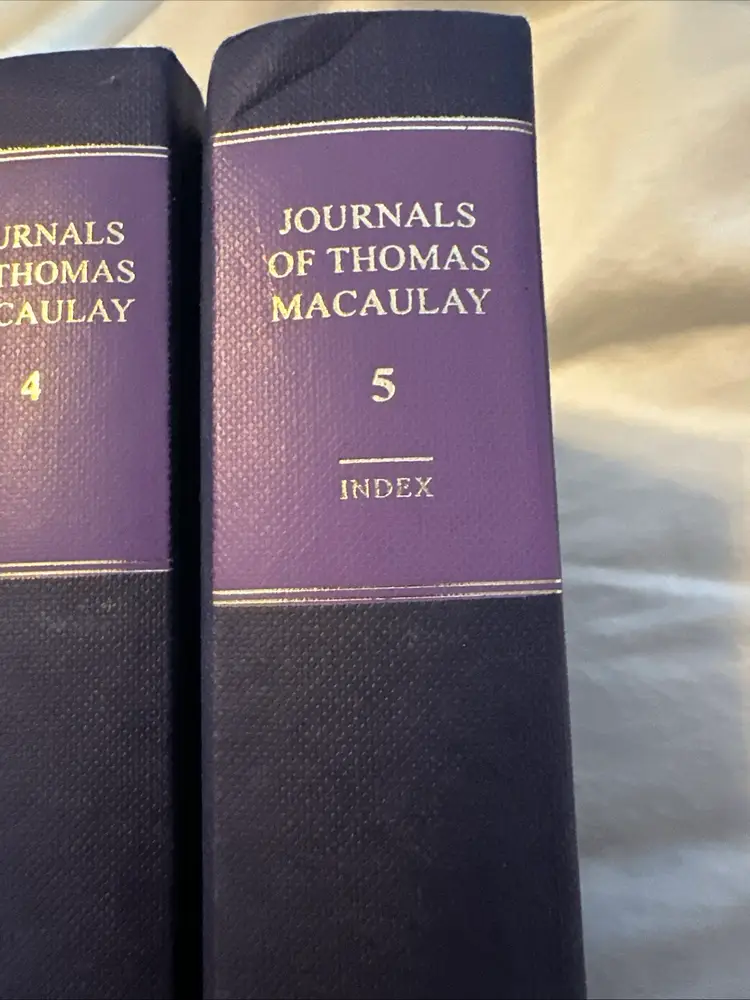 URNALS
THOMAS
CAULAY
4
JOURNALS
OF THOMAS
MACAULAY
5
INDEX